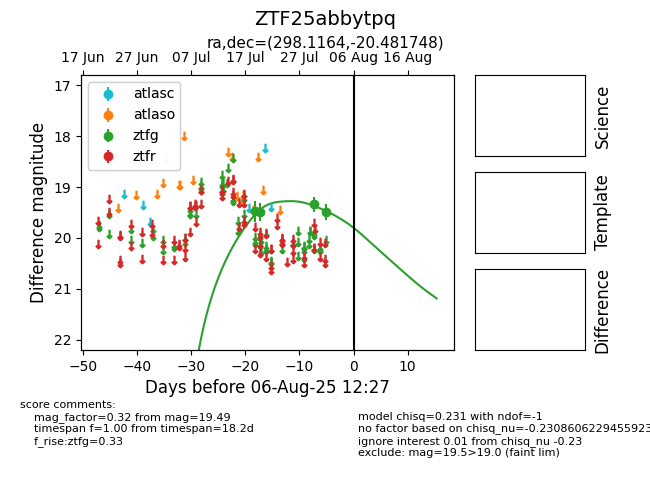 ZTF25abbytpq
ra,dec=(298.1164,-20.481748)
17 Jun 27 Jun 07 Jul 17 Jul 27 Jul 06 Aug 16 Aug
17
18
19
20
21
22
Difference magnitude
atlasc
atlaso
ztfg
ztfr
−50 −40 −30 −20 −10 0 10
Days before 06-Aug-25 12:27
Science
Template
Difference
score comments:
mag_factor=0.32 from mag=19.49
timespan f=1.00 from timespan=18.2d
f_rise:ztfg=0.33
model chisq=0.231 with ndof=-1
no factor based on chisq_nu=-0.2308606229455923
ignore interest 0.01 from chisq_nu -0.23
exclude: mag=19.5>19.0 (faint lim)